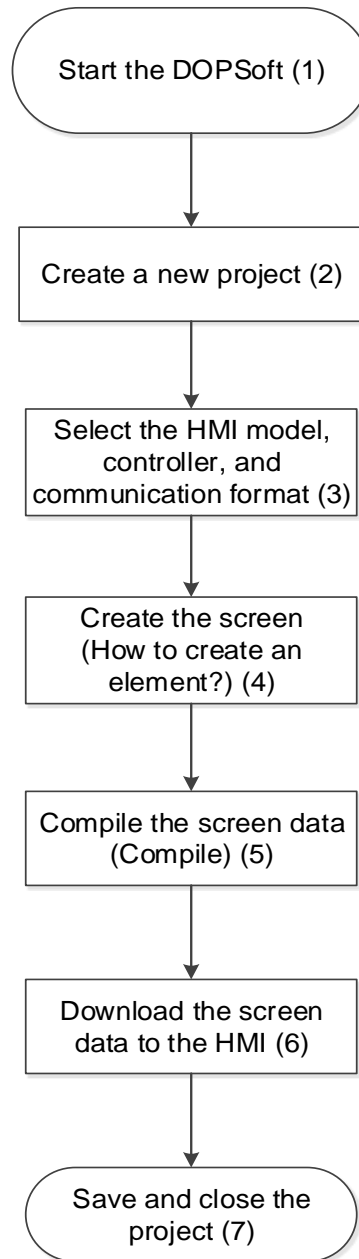 Start the DOPSoft (1)
Create a new project (2)
Select the HMI model,
controller, and
communication format (3)
Create the screen
(How to create an
element?) (4)
Compile the screen data
(Compile) (5)
Download the screen
data to the HMI (6)
Save and close the
project (7)